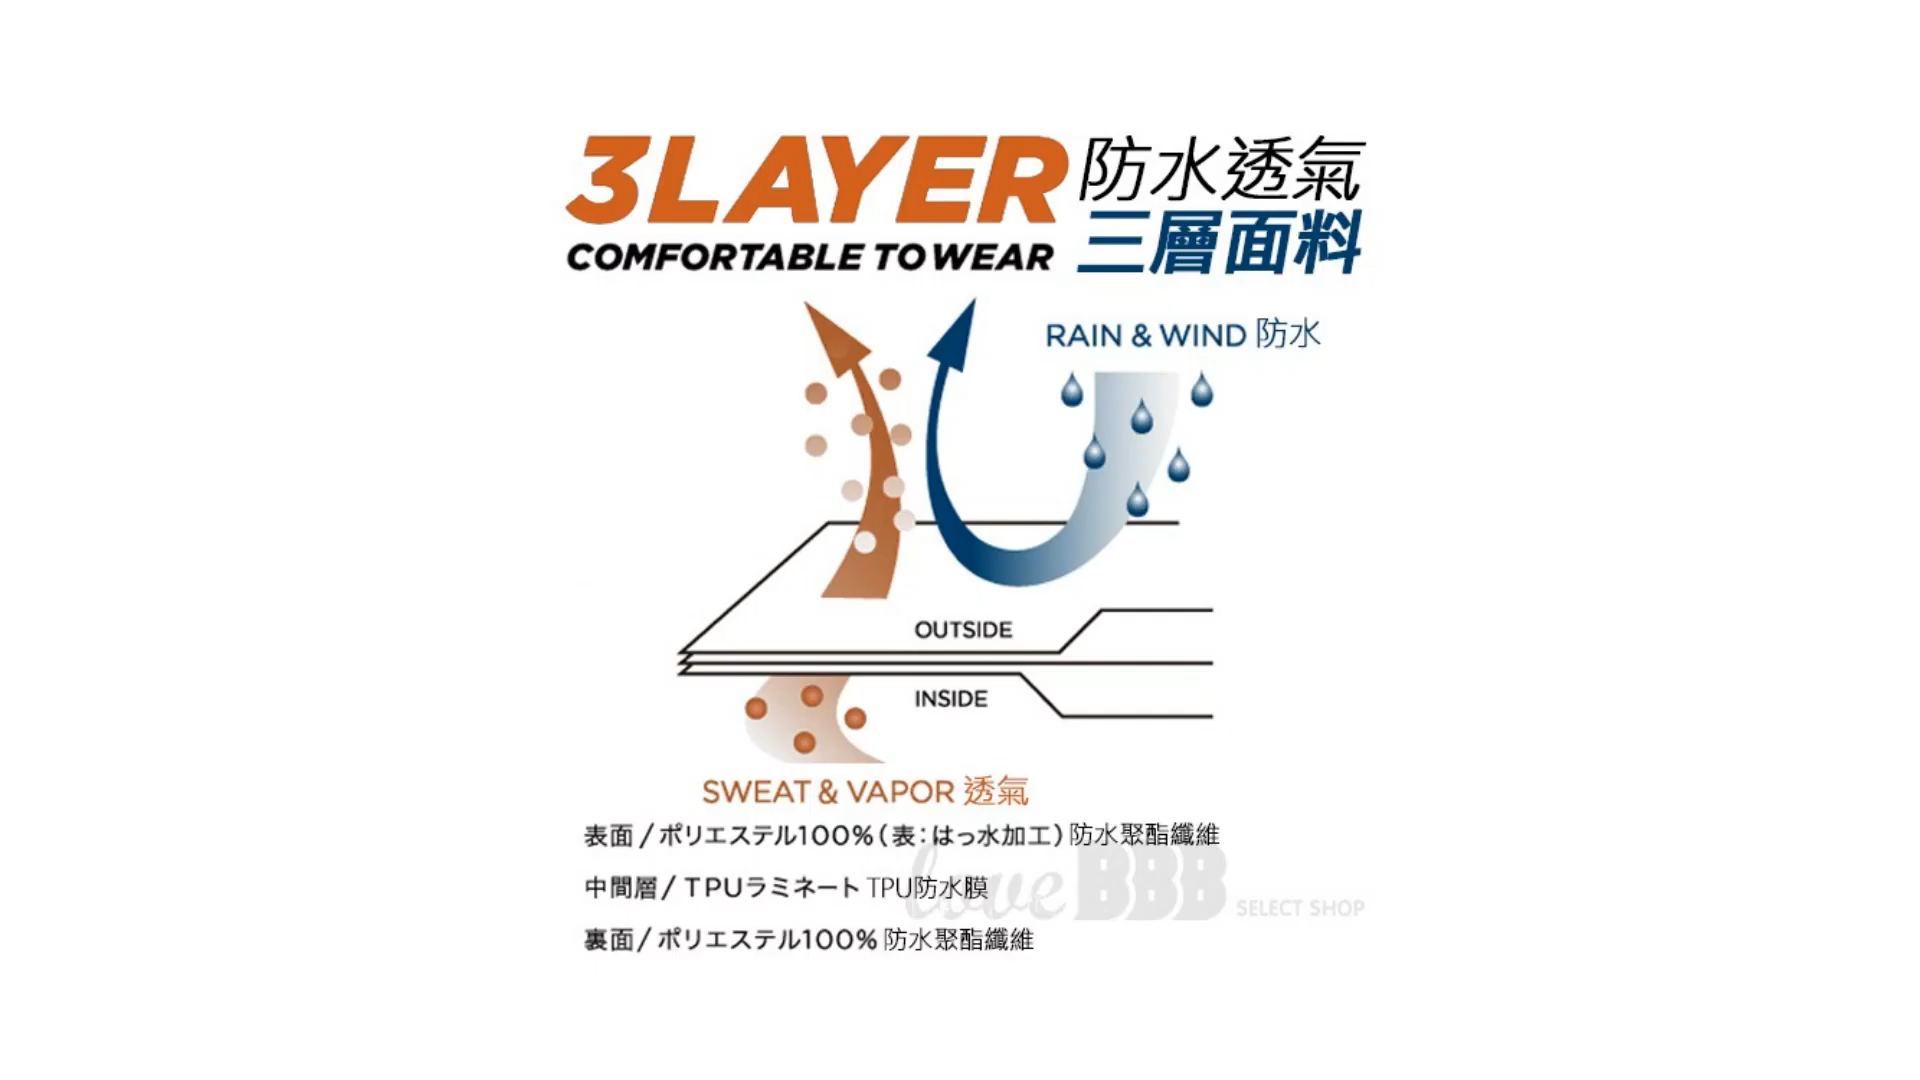 3LAYER 防水透氣
COMFORTABLE TO WEAR 三層面料
RAIN & WIND 防水
OUTSIDE
INSIDE
SWEAT & VAPOR 透氣
表面/ポリエステル100%(表:はっ水加工)防水聚酯纖維
中間層/TPUラミネート TPU防水膜
裏面/ポリエステル100% 防水聚酯纖維
love BBB SELECT SHOP